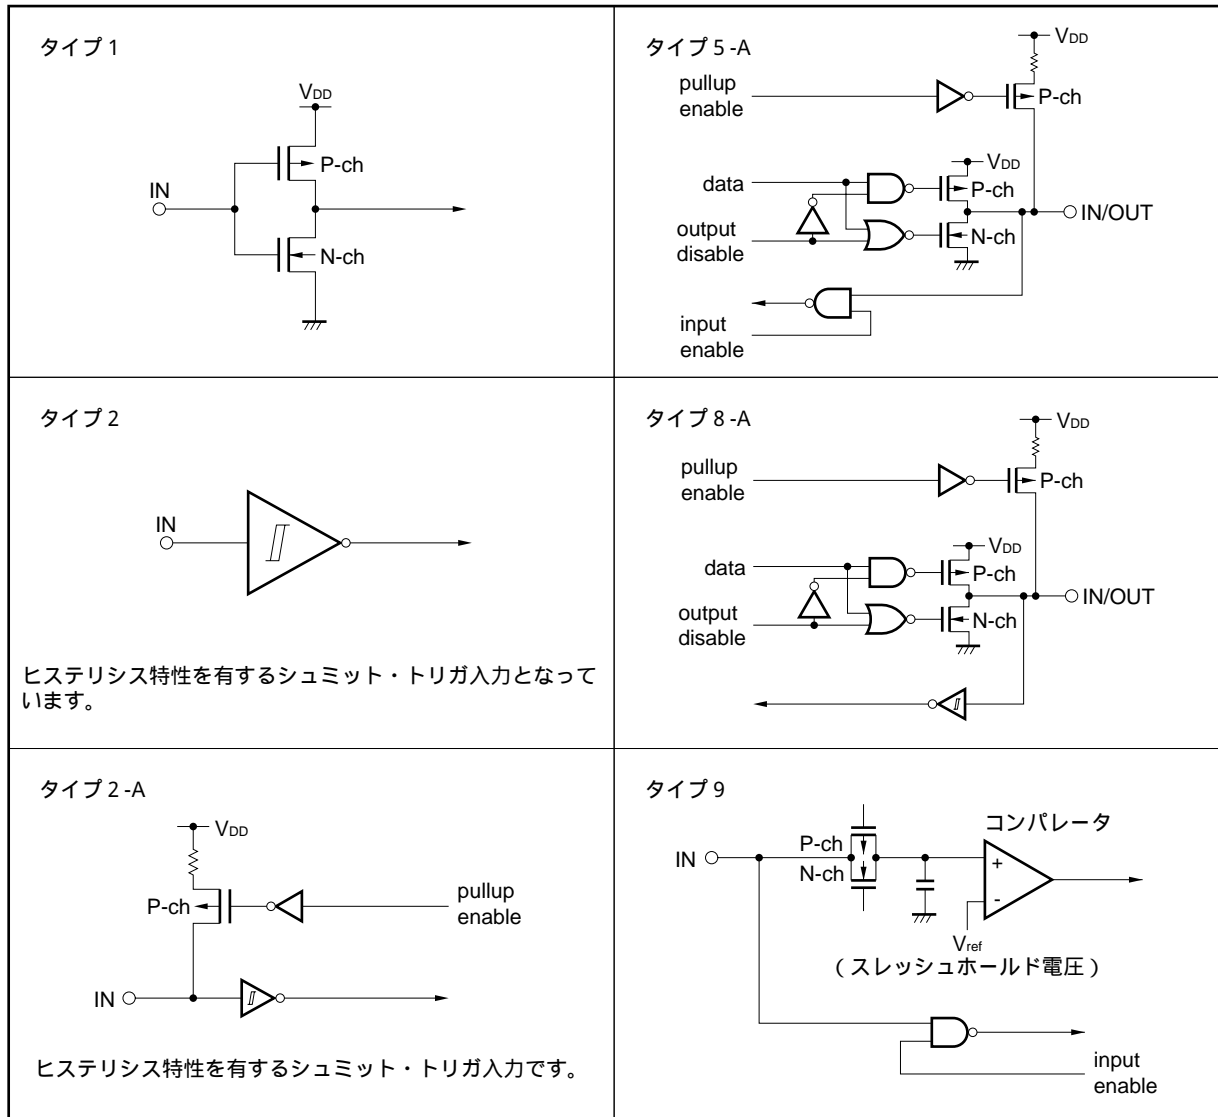 タイプ 1
VDD
P-ch
IN
N-ch
タイプ 2
IN
ヒステリシス特性を有するシュミット・トリガ入力となって
います。
タイプ 2 -A
VDD
P-ch
pullup
enable
IN
ヒステリシス特性を有するシュミット・トリガ入力です。
タイプ 5 -A
VDD
pullup
enable
P-ch
VDD
data
P-ch
IN/OUT
output
disable
N-ch
input
enable
タイプ 8 -A
VDD
pullup
enable
P-ch
VDD
data
P-ch
IN/OUT
output
disable
N-ch
タイプ 9
コンパレータ
P-ch
IN
N-ch
+
-
Vref
（スレッシュホールド電圧）
input
enable